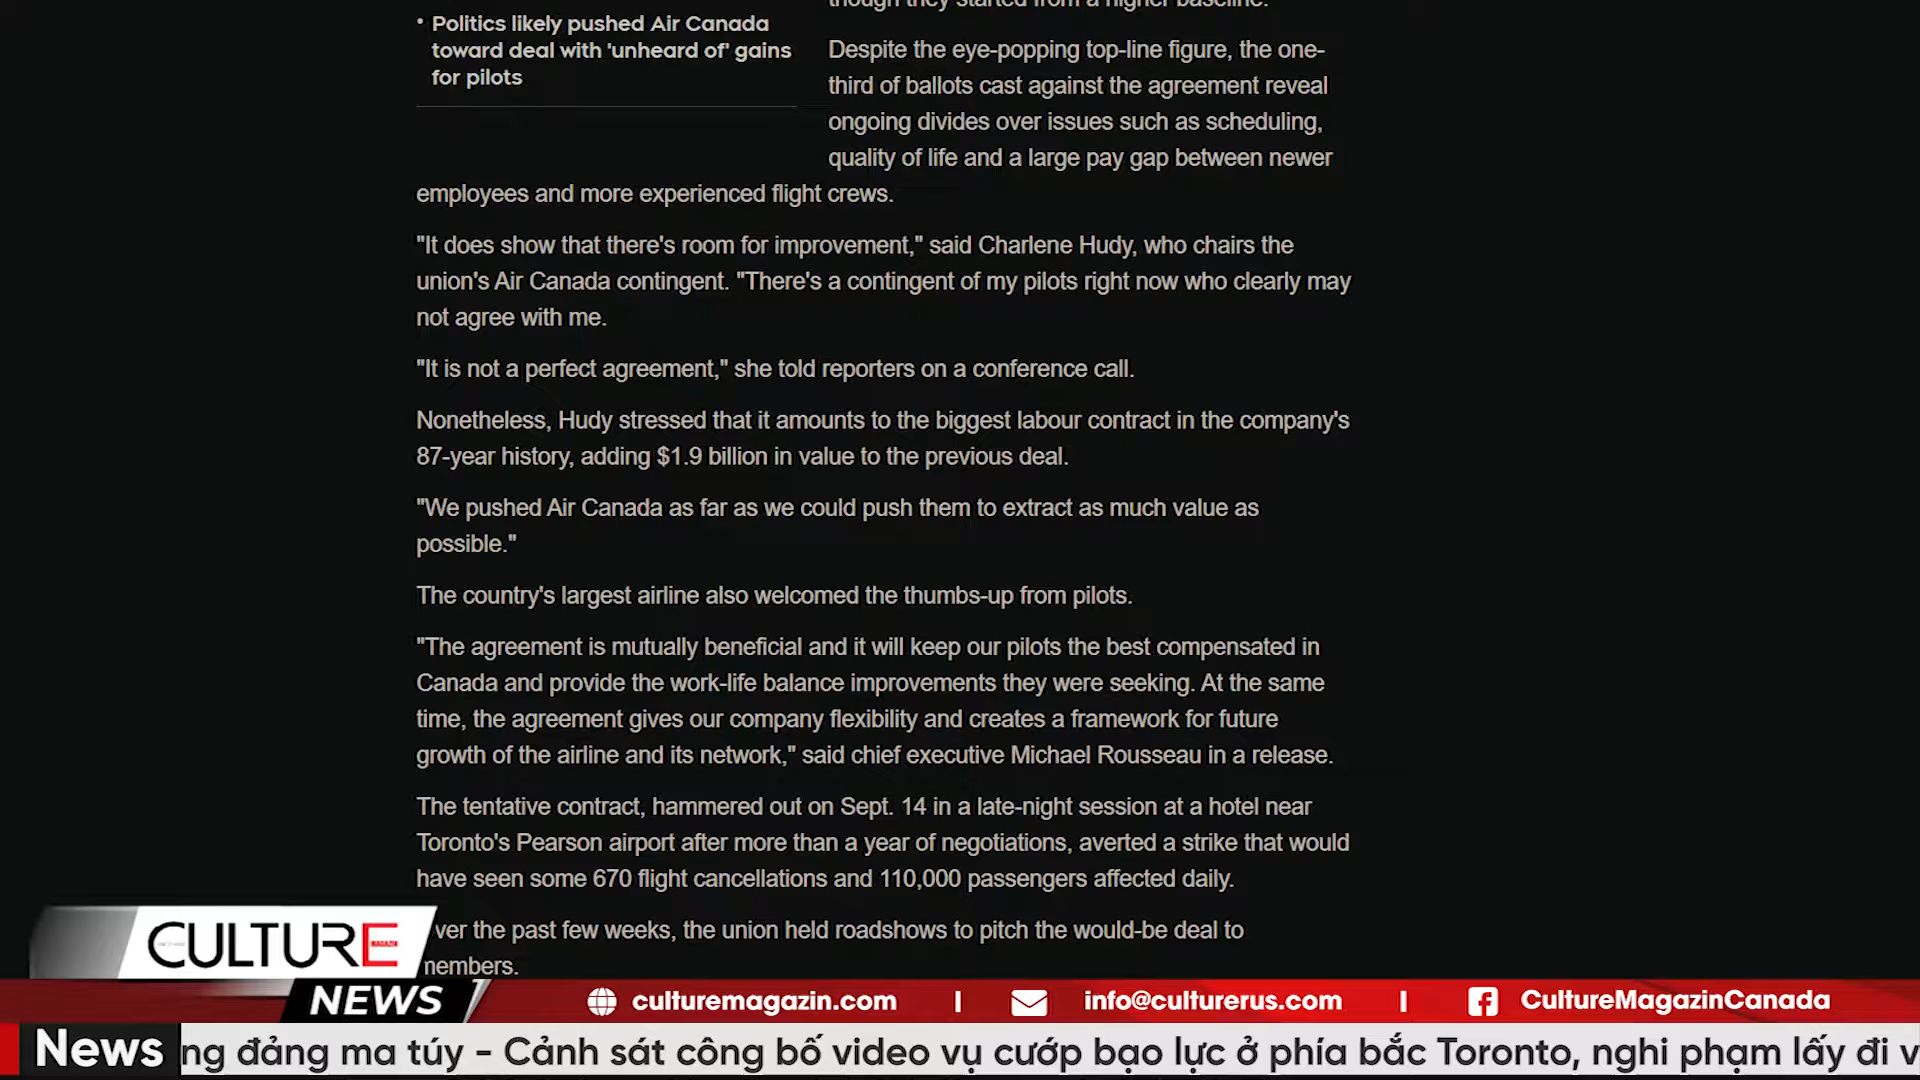 though they started from a higher baseline.
• Politics likely pushed Air Canada
toward deal with 'unheard of' gains
for pilots
Despite the eye-popping top-line figure, the one-
third of ballots cast against the agreement reveal
ongoing divides over issues such as scheduling,
quality of life and a large pay gap between newer
employees and more experienced flight crews.
"It does show that there's room for improvement," said Charlene Hudy, who chairs the
union's Air Canada contingent. "There's a contingent of my pilots right now who clearly may
not agree with me.
"It is not a perfect agreement," she told reporters on a conference call.
Nonetheless, Hudy stressed that it amounts to the biggest labour contract in the company's
87-year history, adding $1.9 billion in value to the previous deal.
"We pushed Air Canada as far as we could push them to extract as much value as
possible."
The country's largest airline also welcomed the thumbs-up from pilots.
"The agreement is mutually beneficial and it will keep our pilots the best compensated in
Canada and provide the work-life balance improvements they were seeking. At the same
time, the agreement gives our company flexibility and creates a framework for future
growth of the airline and its network," said chief executive Michael Rousseau in a release.
The tentative contract, hammered out on Sept. 14 in a late-night session at a hotel near
Toronto's Pearson airport after more than a year of negotiations, averted a strike that would
have seen some 670 flight cancellations and 110,000 passengers affected daily.
ver the past few weeks, the union held roadshows to pitch the would-be deal to
members.
CULTURE MAGAZIN
NEWS
culturemagazin.com | info@culturerus.com | CultureMagazinCanada
News ng đảng ma túy - Cảnh sát công bố video vụ cướp bạo lực ở phía bắc Toronto, nghi phạm lấy đi v